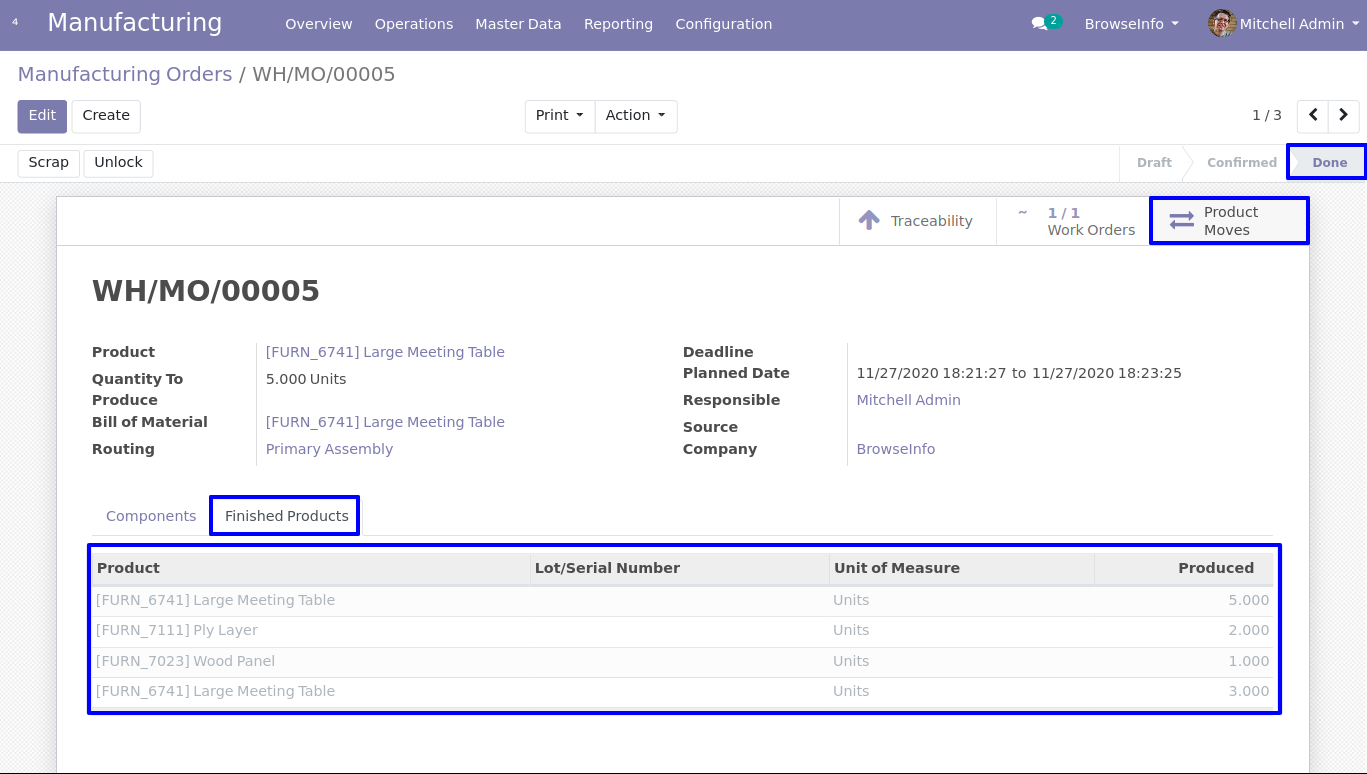 4 Manufacturing Overview Operations Master Data Reporting Configuration 2 BrowseInfo Mitchell Admin
Manufacturing Orders / WH/MO/00005
Edit Create Print Action 1 / 3
Scrap Unlock Draft Confirmed Done
Traceability
~ 1 / 1
Work Orders
Product
Moves
WH/MO/00005
Product [FURN_6741] Large Meeting Table
Quantity To
Produce
5.000 Units
Bill of Material [FURN_6741] Large Meeting Table
Routing Primary Assembly
Deadline
Planned Date 11/27/2020 18:21:27 to 11/27/2020 18:23:25
Responsible Mitchell Admin
Source
Company BrowseInfo
Components Finished Products
Product Lot/Serial Number Unit of Measure Produced
[FURN_6741] Large Meeting Table Units 5.000
[FURN_7111] Ply Layer Units 2.000
[FURN_7023] Wood Panel Units 1.000
[FURN_6741] Large Meeting Table Units 3.000